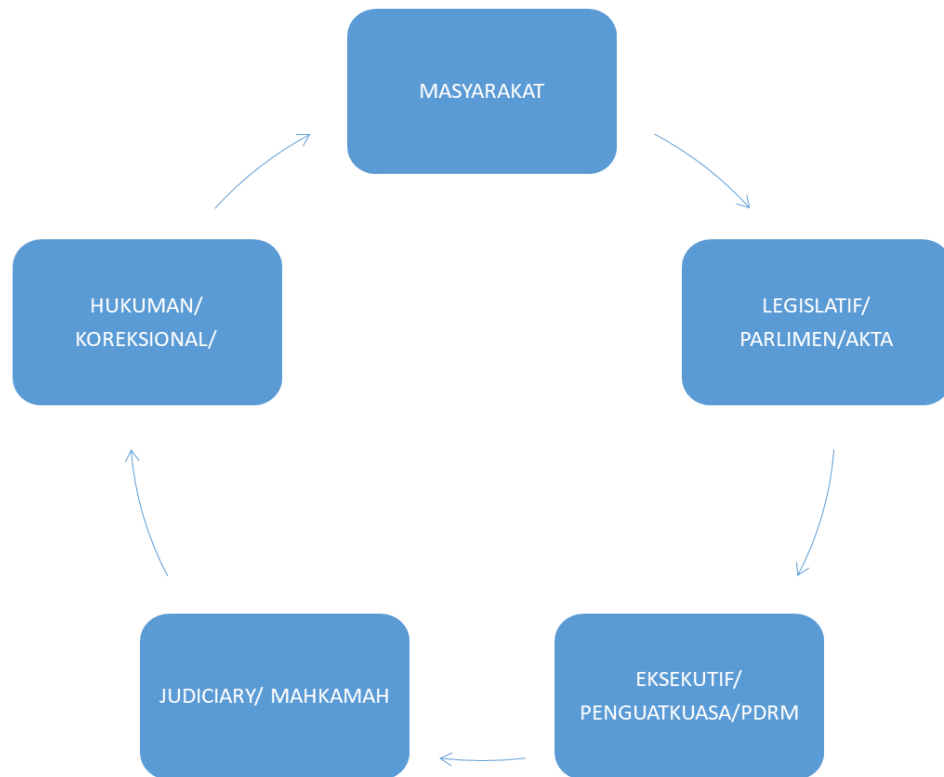 MASYARAKAT
LEGISLATIF/
PARLIMEN/AKTA
EKSEKUTIF/
PENGUATKUASA/PDRM
JUDICIARY/ MAHKAMAH
HUKUMAN/
KOREKSIONAL/